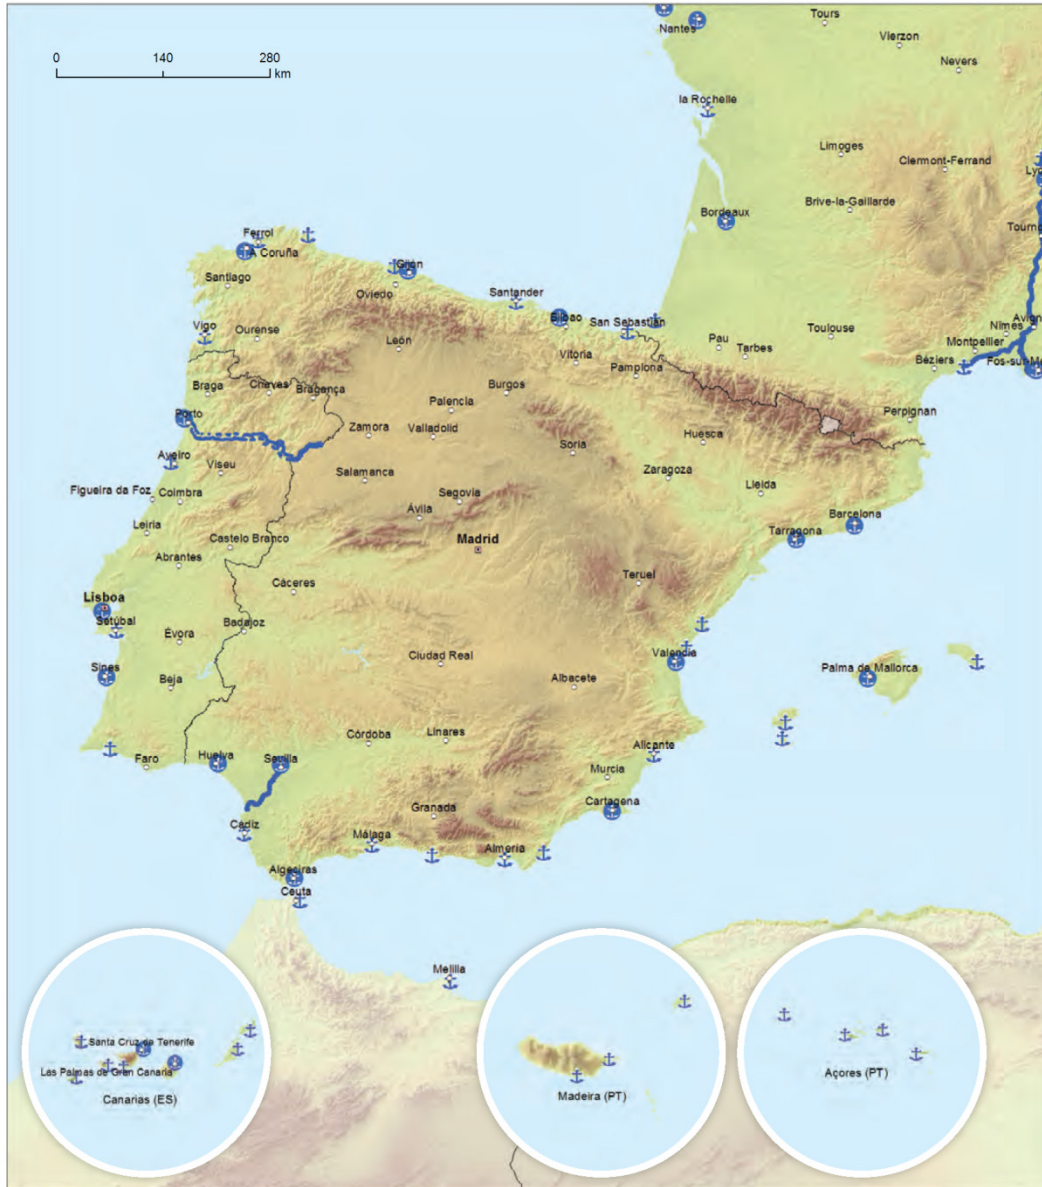 Tours
Nantes
Vierzon
0 140 280
km
Nevers
la Rochelle
Limoges
Clermont-Ferrand
Brive-la-Gaillarde
Bordeaux
Ferrol
A Coruña
Gijón
Santiago
Oviedo
Santander
Bilbao
San Sebastián
Vigo
Ourense
León
Vitoria
Pamplona
Pau
Tarbes
Toulouse
Nîmes
Montpellier
Béziers
Braga
Chaves
Bragança
Burgos
Palencia
Perpignan
Porto
Zamora
Valladolid
Soria
Huesca
Aveiro
Viseu
Salamanca
Zaragoza
Lleida
Figueira da Foz
Coimbra
Segovia
Ávila
Barcelona
Leiria
Castelo Branco
Madrid
Tarragona
Abrantes
Cáceres
Teruel
Lisboa
Setúbal
Évora
Badajoz
Ciudad Real
Valencia
Palma de Mallorca
Sines
Beja
Albacete
Córdoba
Linares
Alicante
Faro
Huelva
Sevilla
Murcia
Granada
Cartagena
Cádiz
Málaga
Almería
Algeciras
Ceuta
Melilla
Santa Cruz de Tenerife
Las Palmas de Gran Canaria
Canarias (ES)
Madeira (PT)
Açores (PT)